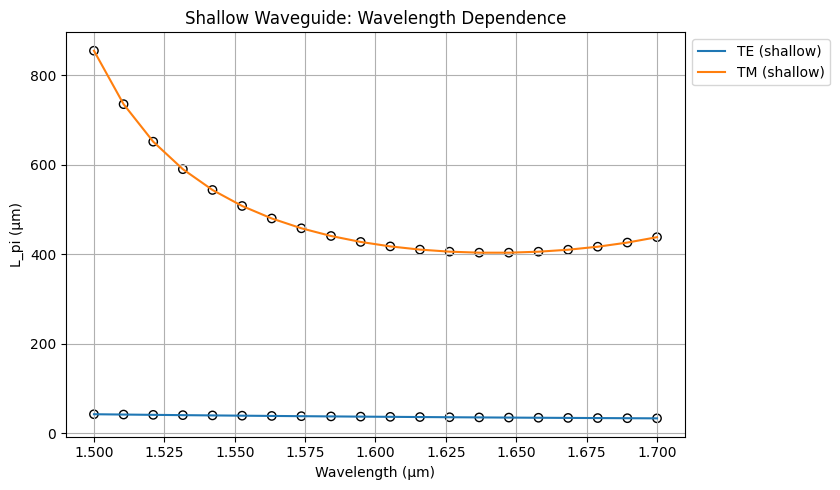 Shallow Waveguide: Wavelength Dependence
TE (shallow)
TM (shallow)
L_pi (μm)
800
600
400
200
0
1.500 1.525 1.550 1.575 1.600 1.625 1.650 1.675 1.700
Wavelength (μm)